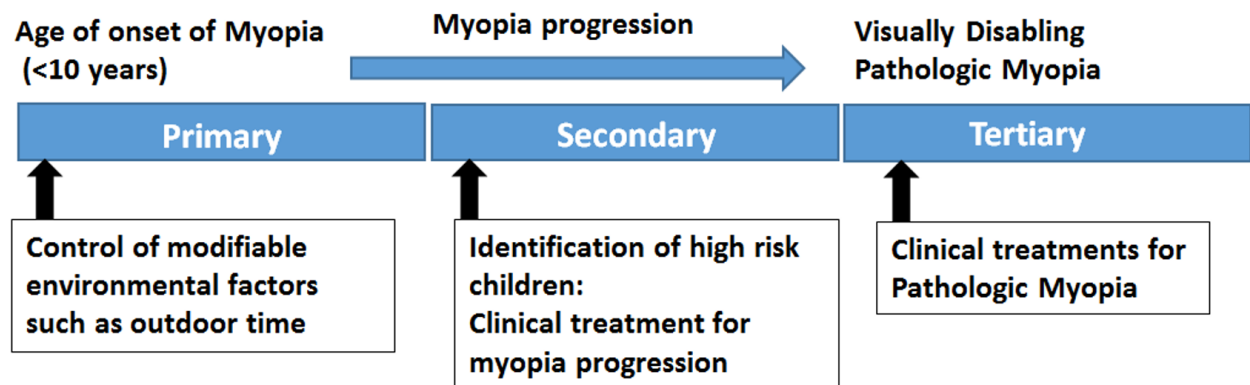 Age of onset of Myopia
(<10 years)
Myopia progression
Visually Disabling
Pathologic Myopia
Primary
Secondary
Tertiary
Control of modifiable
environmental factors
such as outdoor time
Identification of high risk
children:
Clinical treatment for
myopia progression
Clinical treatments for
Pathologic Myopia